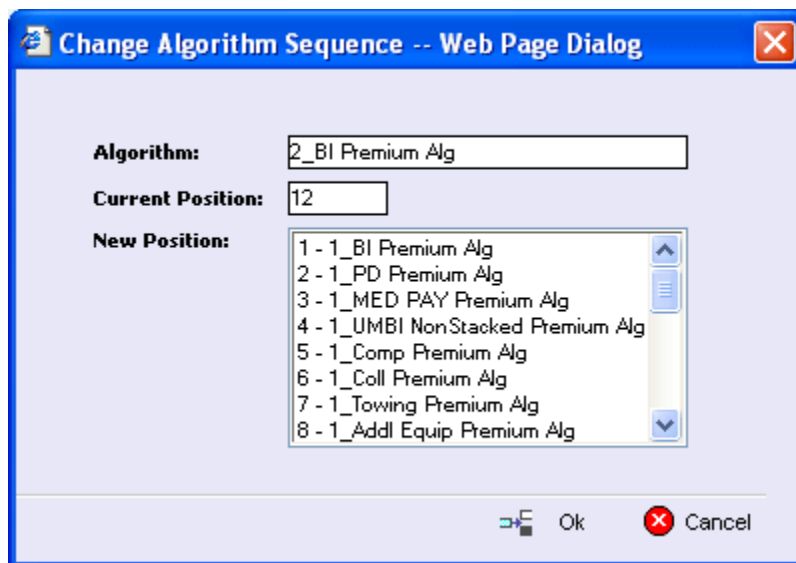 Change Algorithm Sequence -- Web Page Dialog
Algorithm: 2_BI Premium Alg
Current Position: 12
New Position:
1 - 1_BI Premium Alg
2 - 1_PD Premium Alg
3 - 1_MED PAY Premium Alg
4 - 1_UMBI NonStacked Premium Alg
5 - 1_Comp Premium Alg
6 - 1_Coll Premium Alg
7 - 1_Towing Premium Alg
8 - 1_Addl Equip Premium Alg
Ok Cancel